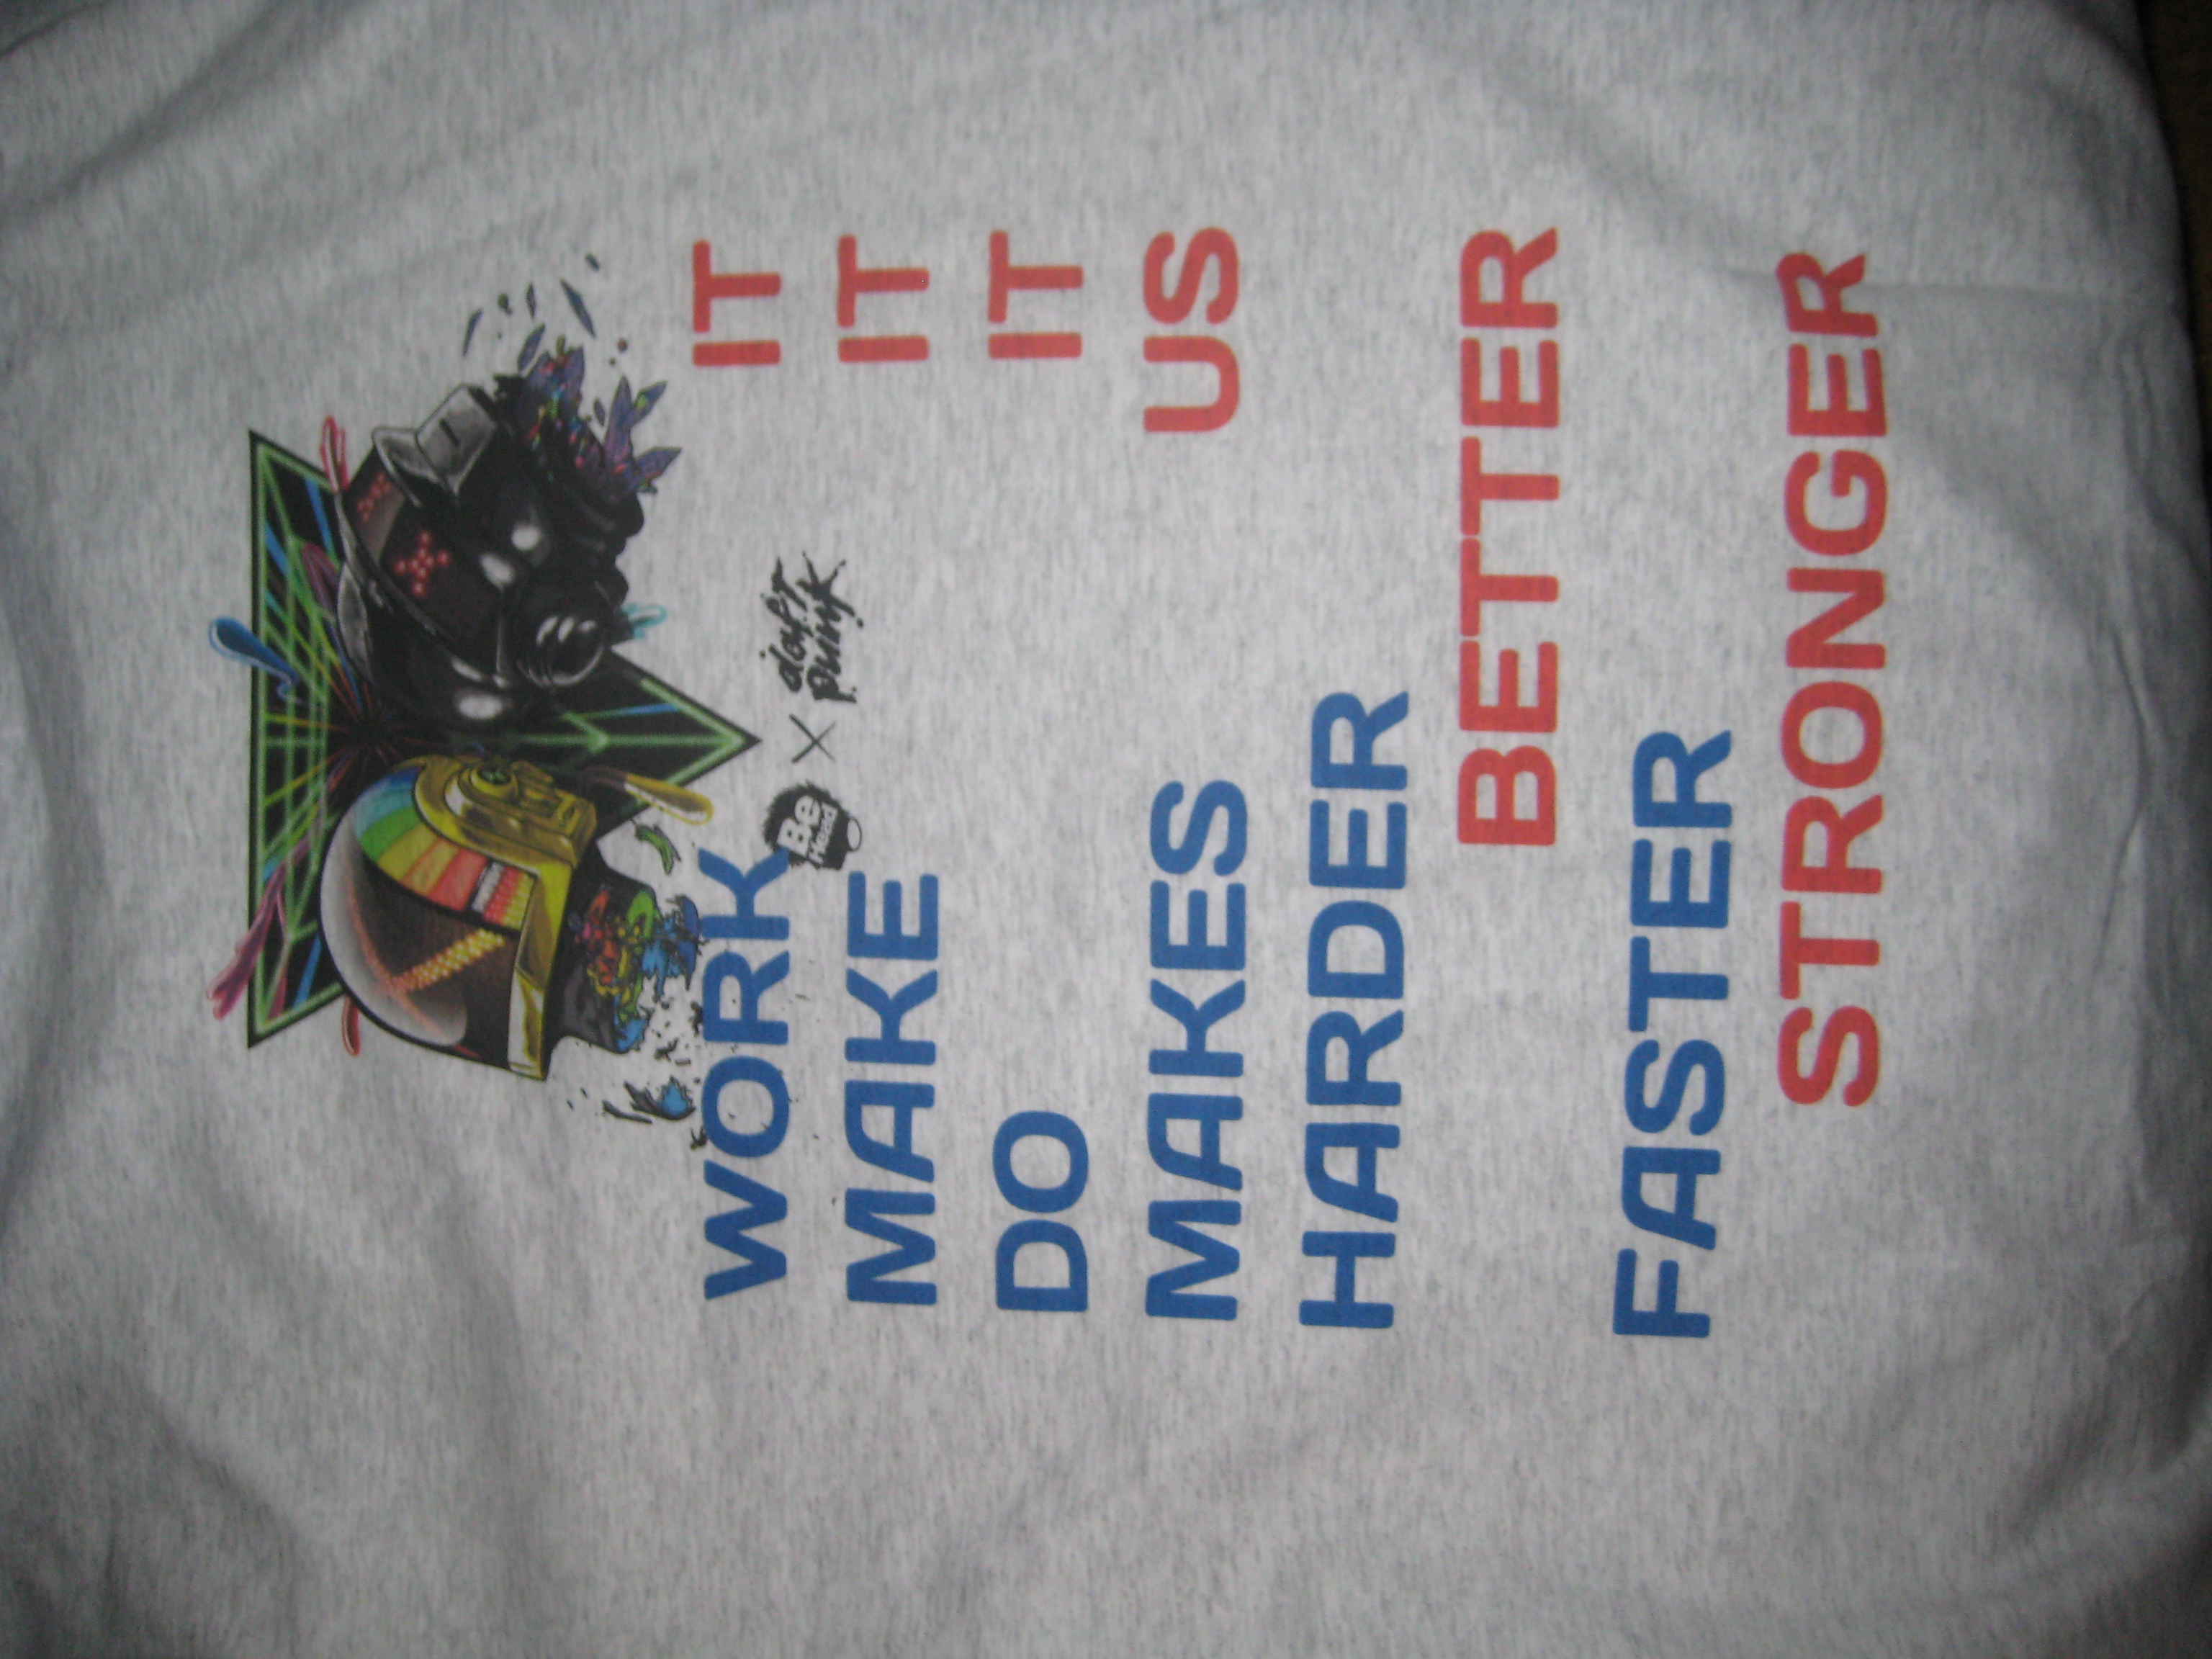 Be Head X daft punk
WORK IT
MAKE IT
DO IT
MAKES US
HARDER
BETTER
FASTER
STRONGER